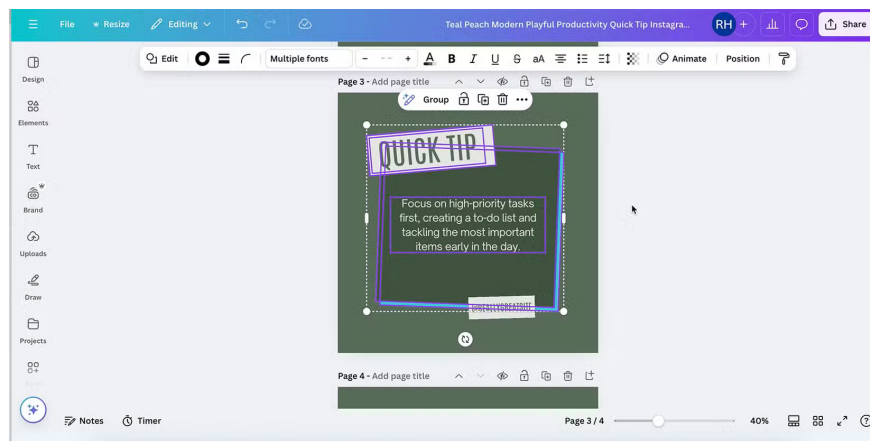 File
Resize
Editing
Teal Peach Modern Playful Productivity Quick Tip Instagra...
RH
+
Share
Design
Elements
Text
Brand
Uploads
Draw
Projects
Edit
Multiple fonts
- -- +
A B I U S aA
Animate
Position
Page 3 - Add page title
Group
QUICK TIP
Focus on high-priority tasks
first, creating a to-do list and
tackling the most important
items early in the day.
@REALLYGREATSITE
Page 4 - Add page title
Notes
Timer
Page 3 / 4
40%